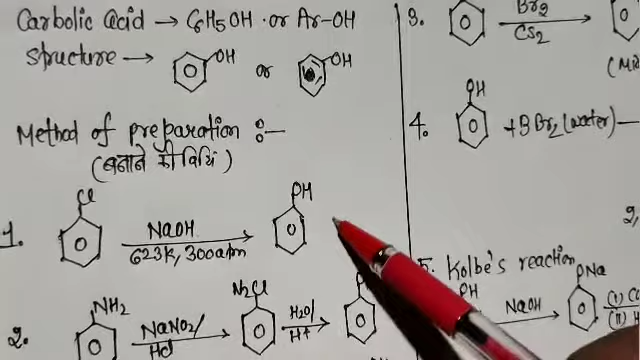 Carbolic acid → C6H5OH or Ar-OH
Structure → OH or OH
Method of preparation :-
(बनाने की विधि)
1. Cl NaOH 623K, 300atm OH
2. NH2 NaNO2/ HCl N2Cl H2O/ H+
3. Br2 CS2
4. OH +3Br2 (water)
2,
5. Kolbe's reaction
OH NaOH ONa (i) (ii)